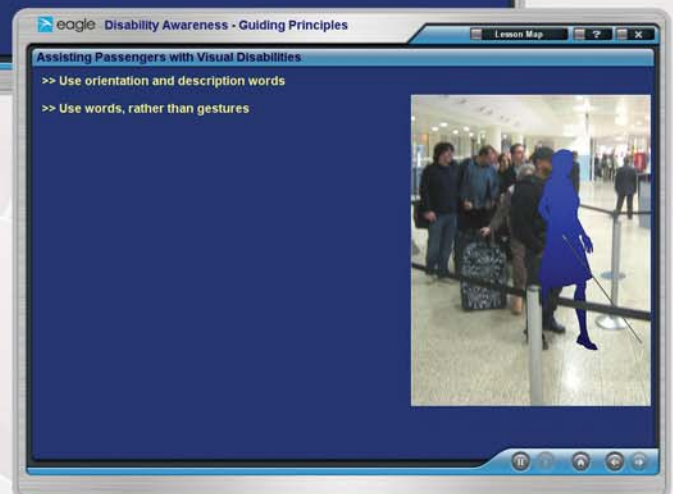 eagle Disability Awareness - Guiding Principles
Lesson Map ? X
Assisting Passengers with Visual Disabilities
>> Use orientation and description words
>> Use words, rather than gestures